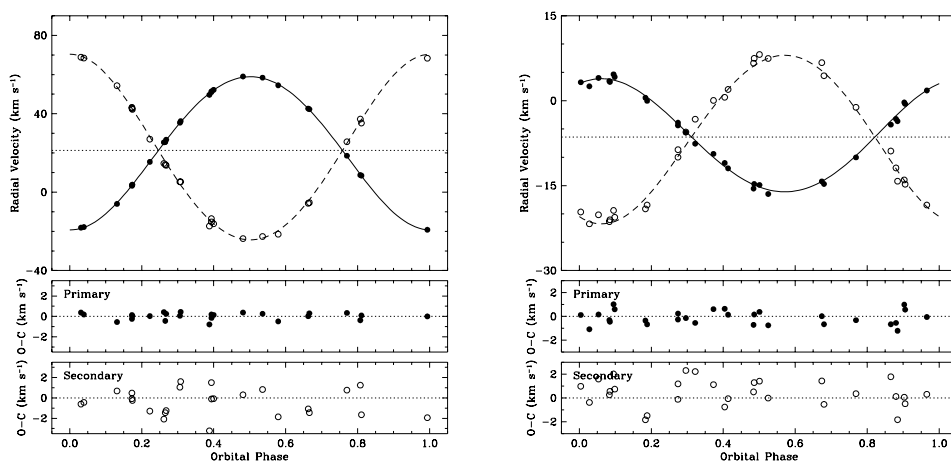 80
40
0
−40
Radial Velocity (km s⁻¹)
Primary
2
0
−2
O−C (km s⁻¹)
Secondary
2
0
−2
O−C (km s⁻¹)
0.0 0.2 0.4 0.6 0.8 1.0
Orbital Phase
15
0
−15
−30
Radial Velocity (km s⁻¹)
Primary
2
0
−2
O−C (km s⁻¹)
Secondary
2
0
−2
O−C (km s⁻¹)
0.0 0.2 0.4 0.6 0.8 1.0
Orbital Phase